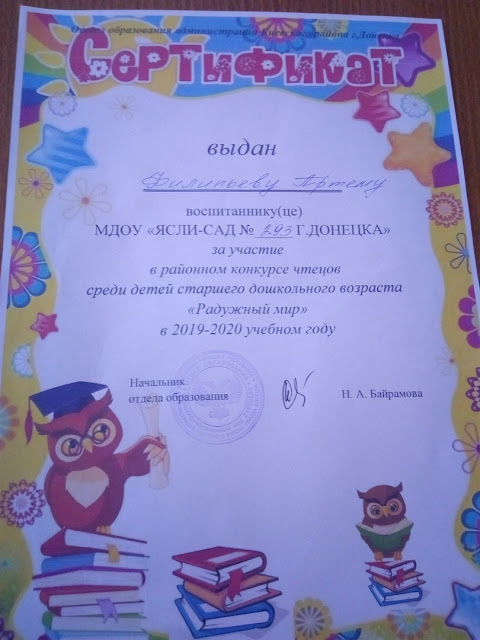 Отдел образования администрации Киевского района г.Донецка
Сертификат
выдан
Филипьеву Артему
воспитаннику(це)
МДОУ «ЯСЛИ-САД № 293 Г.ДОНЕЦКА»
за участие
в районном конкурсе чтецов
среди детей старшего дошкольного возраста
«Радужный мир»
в 2019-2020 учебном году
Начальник
отдела образования
Н. А. Байрамова